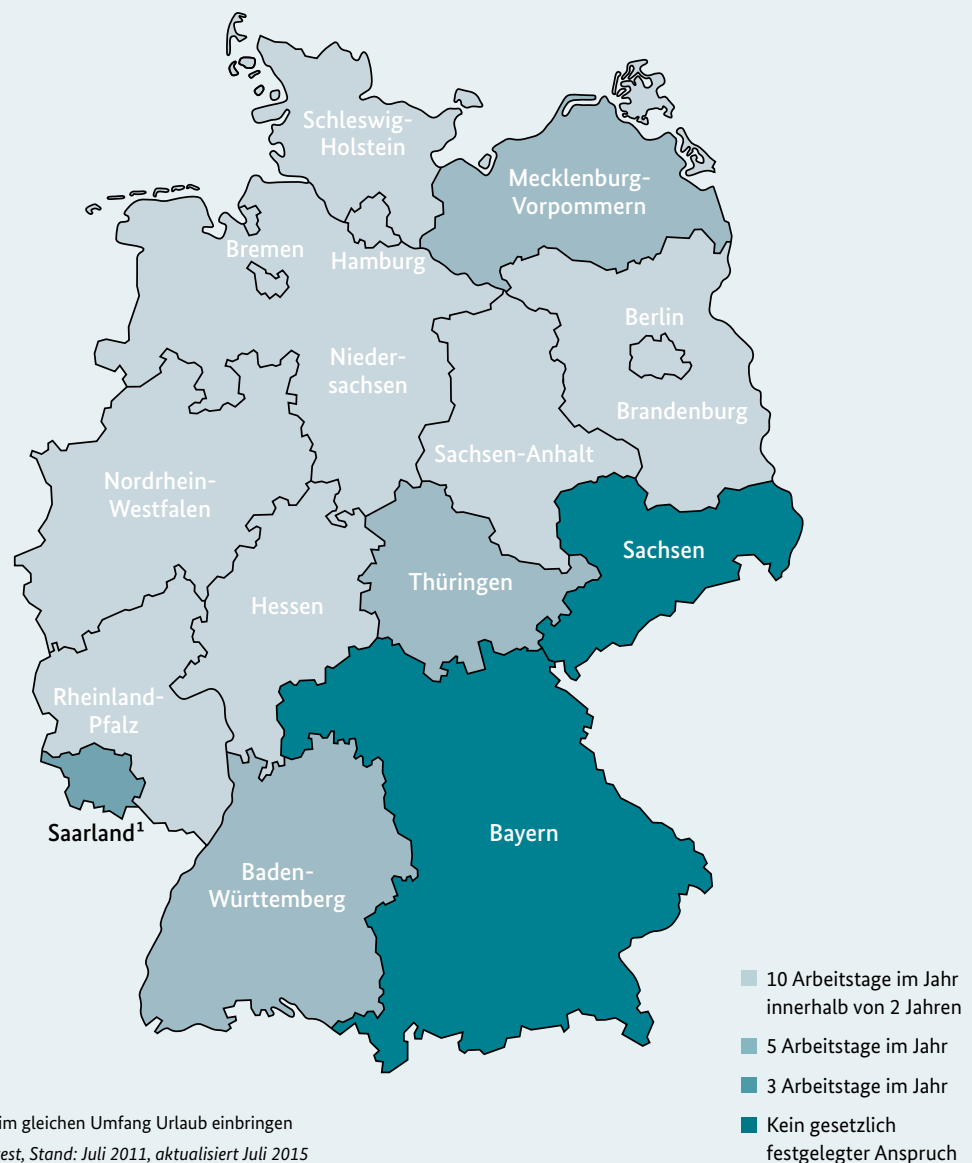 Schleswig-
Holstein
Mecklenburg-
Vorpommern
Bremen
Hamburg
Berlin
Nieder-
sachsen
Brandenburg
Sachsen-Anhalt
Nordrhein-
Westfalen
Sachsen
Thüringen
Hessen
Rheinland-
Pfalz
Saarland¹
Bayern
Baden-
Württemberg
10 Arbeitstage im Jahr
innerhalb von 2 Jahren
5 Arbeitstage im Jahr
3 Arbeitstage im Jahr
Kein gesetzlich
festgelegter Anspruch
im gleichen Umfang Urlaub einbringen
Stand: Juli 2011, aktualisiert Juli 2015